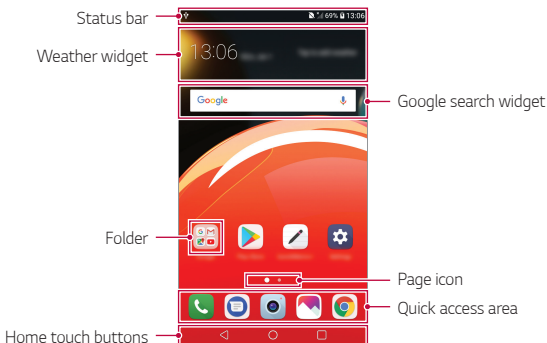 Status bar
69% 13:06
Weather widget
13:06
Google
Google search widget
Folder
Page icon
Quick access area
Home touch buttons